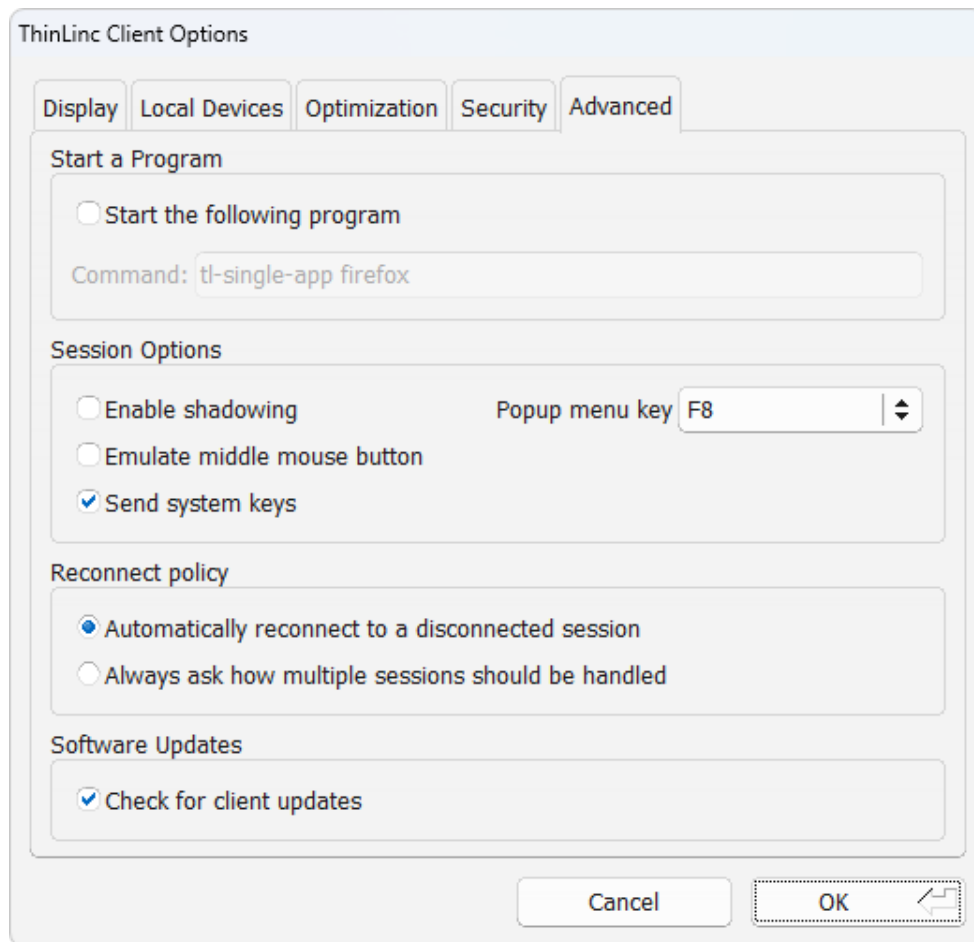 ThinLinc Client Options
Display Local Devices Optimization Security Advanced
Start a Program
Start the following program
Command: tl-single-app firefox
Session Options
Enable shadowing Popup menu key F8
Emulate middle mouse button
Send system keys
Reconnect policy
Automatically reconnect to a disconnected session
Always ask how multiple sessions should be handled
Software Updates
Check for client updates
Cancel OK